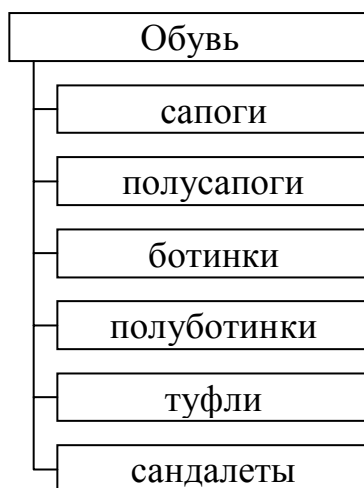 Обувь
сапоги
полусапоги
ботинки
полуботинки
туфли
сандалеты